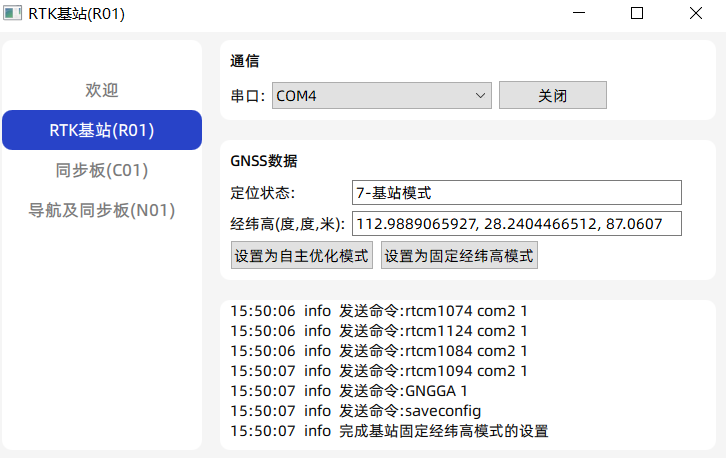 RTK基站(R01)
欢迎
RTK基站(R01)
同步板(C01)
导航及同步板(N01)
通信
串口: COM4 关闭
GNSS数据
定位状态: 7-基站模式
经纬高(度,度,米): 112.9889065927, 28.2404466512, 87.0607
设置为自主优化模式 设置为固定经纬高模式
15:50:06 info 发送命令:rtcm1074 com2 1
15:50:06 info 发送命令:rtcm1124 com2 1
15:50:06 info 发送命令:rtcm1084 com2 1
15:50:07 info 发送命令:rtcm1094 com2 1
15:50:07 info 发送命令:GNGGA 1
15:50:07 info 发送命令:saveconfig
15:50:07 info 完成基站固定经纬高模式的设置